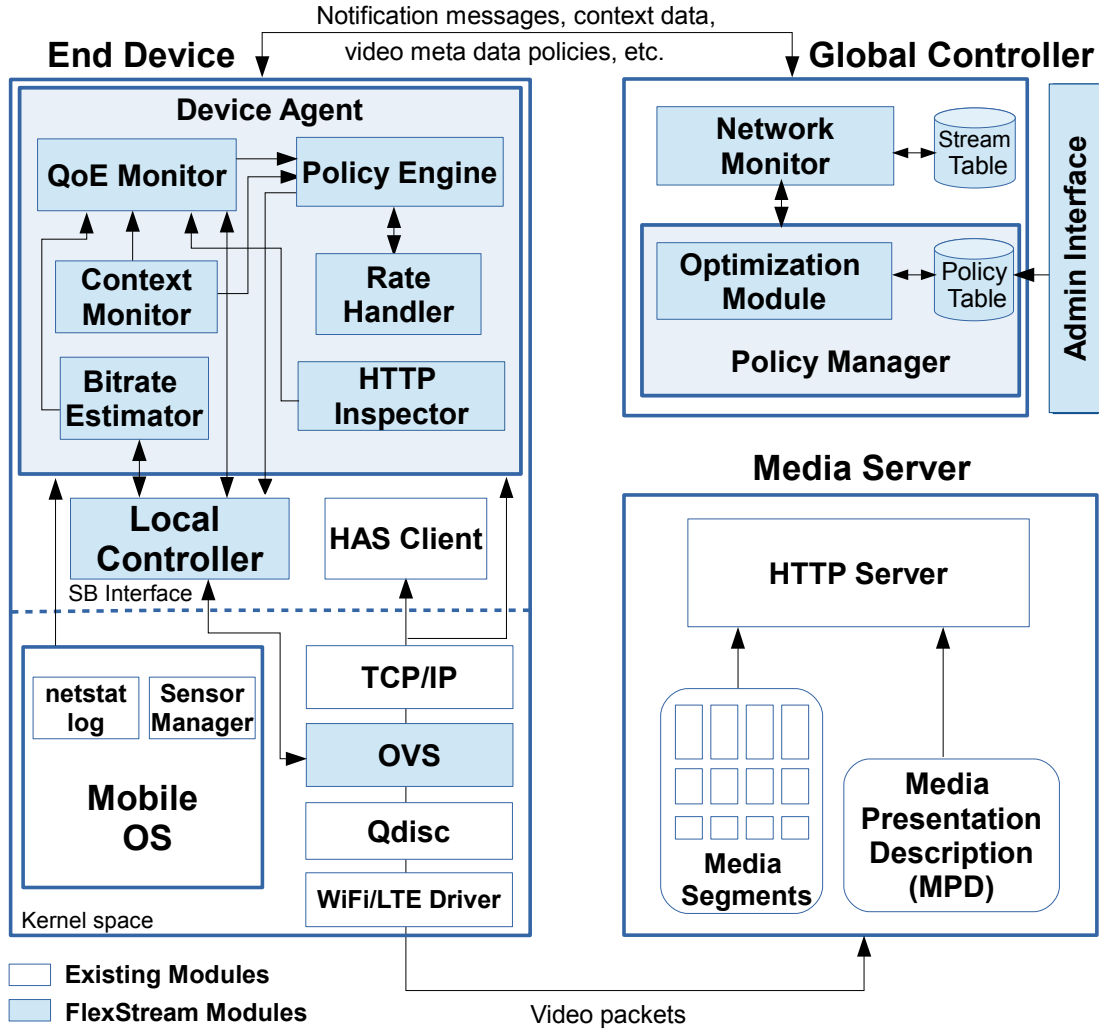 Notification messages, context data,
video meta data policies, etc.
End Device
Global Controller
Device Agent
QoE Monitor
Policy Engine
Context
Monitor
Rate
Handler
Bitrate
Estimator
HTTP
Inspector
Local
Controller
SB Interface
HAS Client
TCP/IP
netstat
log
Sensor
Manager
Mobile
OS
OVS
Qdisc
WiFi/LTE Driver
Kernel space
Network
Monitor
Stream
Table
Optimization
Module
Policy
Table
Policy Manager
Admin Interface
Media Server
HTTP Server
Media
Segments
Media
Presentation
Description
(MPD)
Existing Modules
FlexStream Modules
Video packets